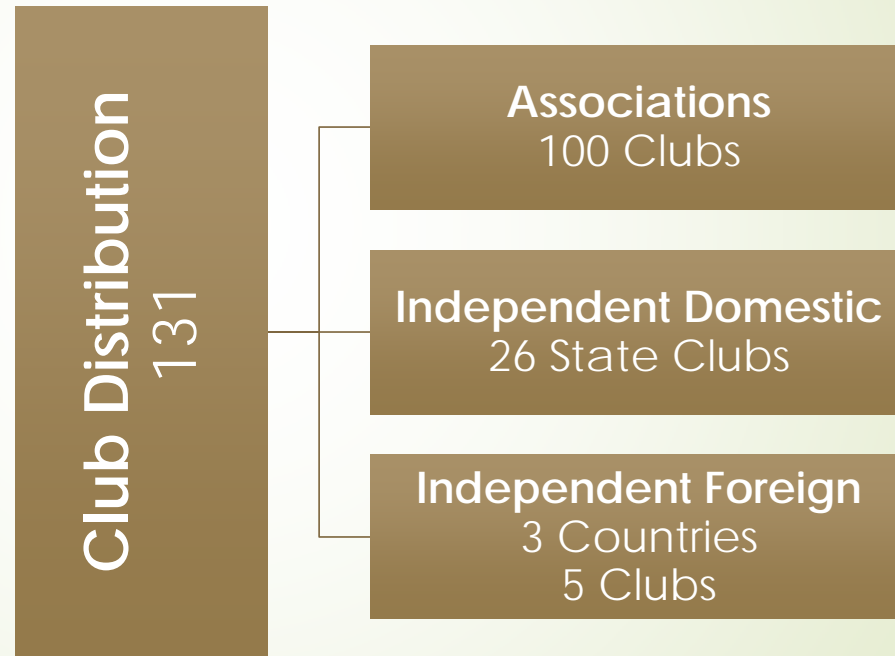 Club Distribution
131
Associations
100 Clubs
Independent Domestic
26 State Clubs
Independent Foreign
3 Countries
5 Clubs